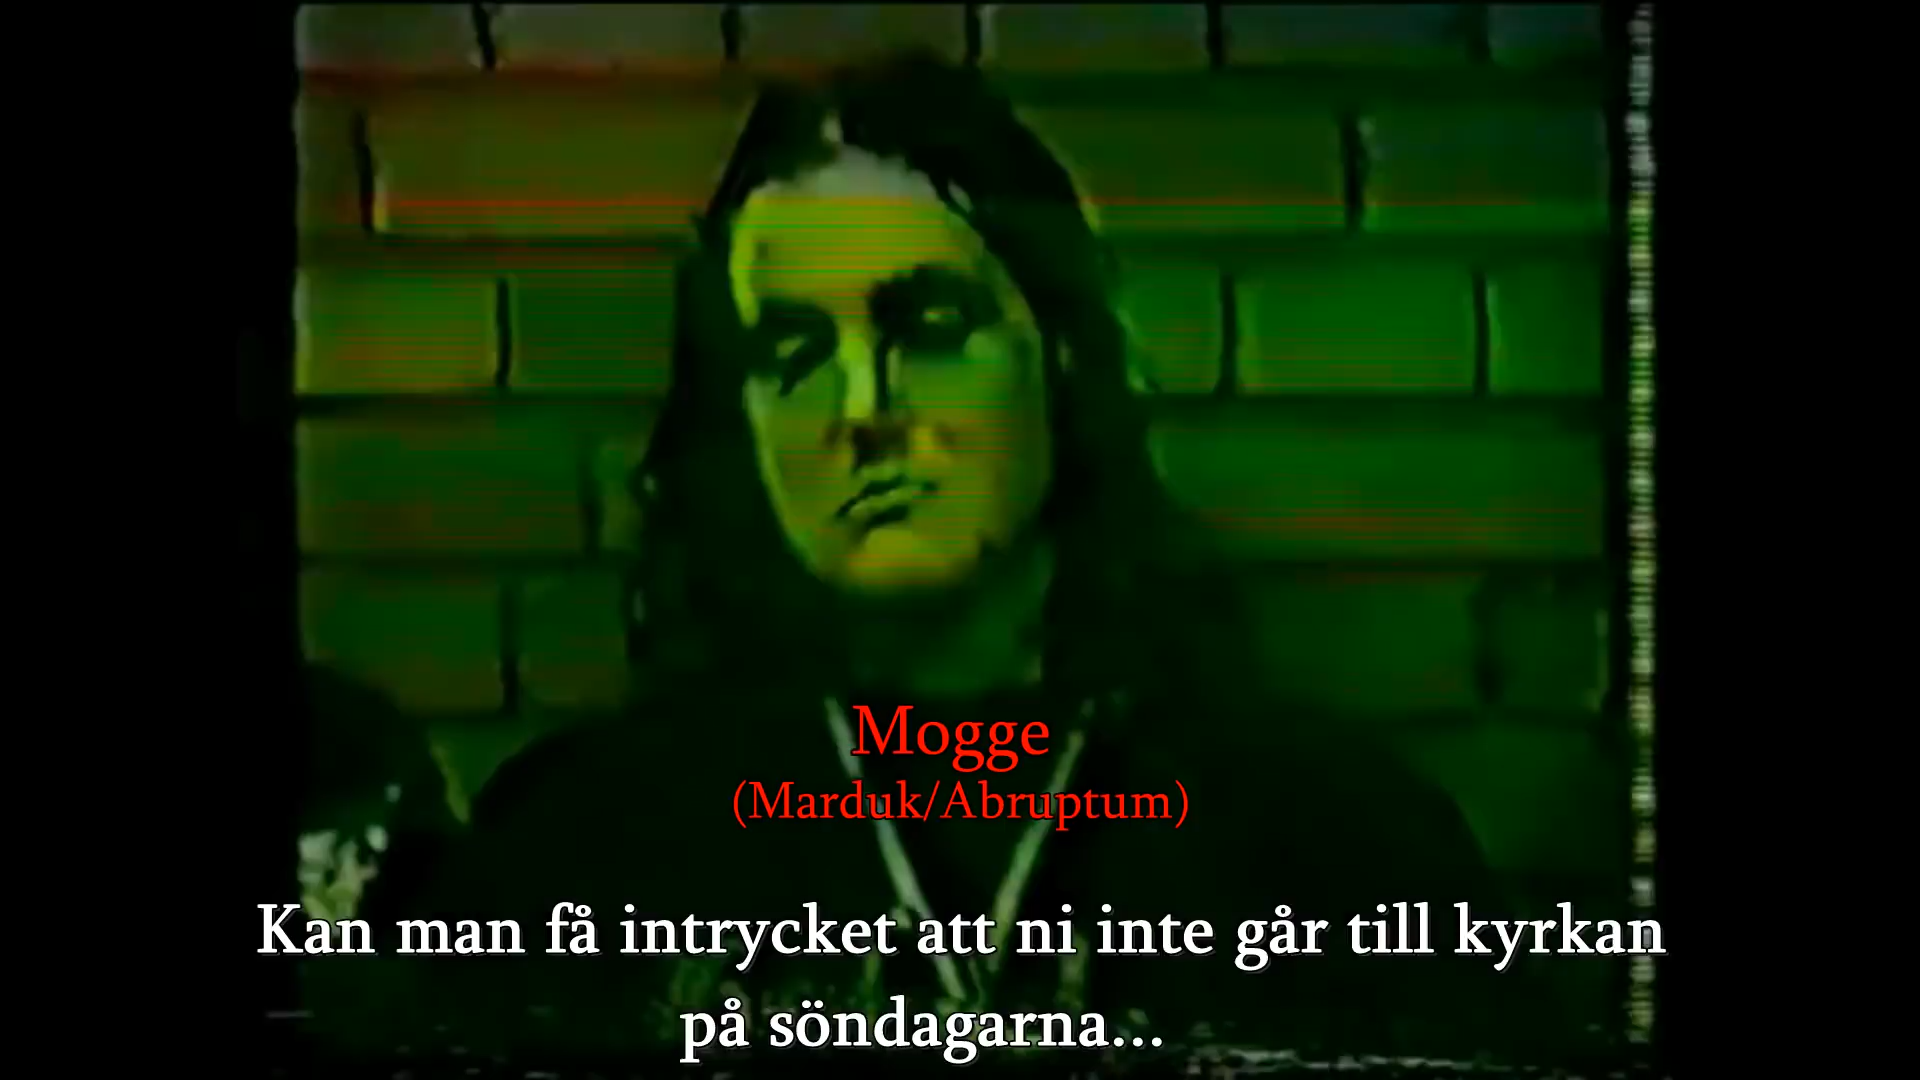 Mogge
(Marduk/Abruptum)
Kan man få intrycket att ni inte går till kyrkan
på söndagarna...